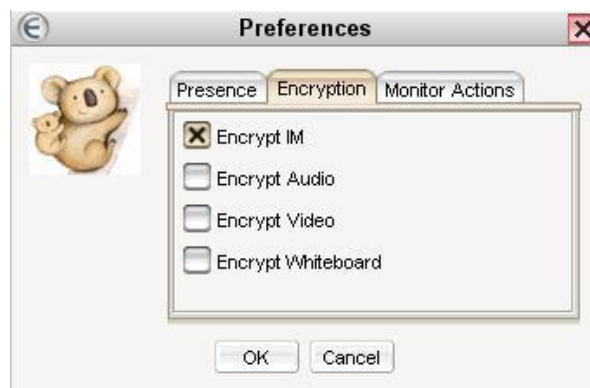 Preferences
Presence Encryption Monitor Actions
Encrypt IM
Encrypt Audio
Encrypt Video
Encrypt Whiteboard
OK Cancel